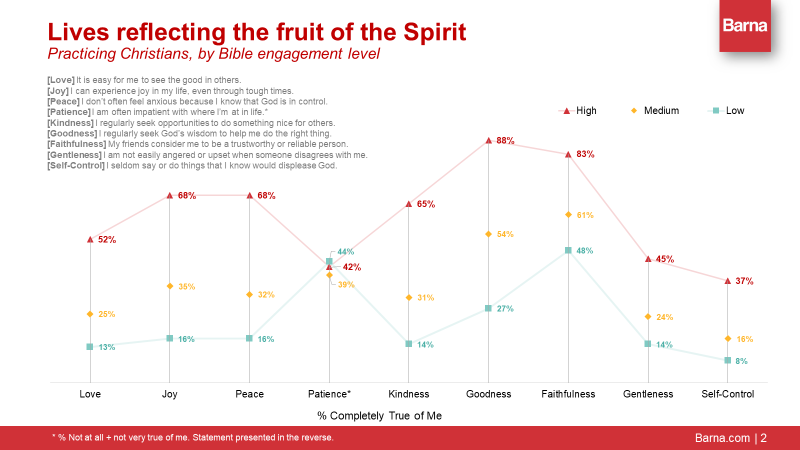 Lives reflecting the fruit of the Spirit
Barna
Practicing Christians, by Bible engagement level
[Love] It is easy for me to see the good in others.
[Joy] I can experience joy in my life, even through tough times.
[Peace] I don't often feel anxious because I know that God is in control.
[Patience] I am often impatient with where I'm at in life.*
[Kindness] I regularly seek opportunities to do something nice for others.
[Goodness] I regularly seek God's wisdom to help me do the right thing.
[Faithfulness] My friends consider me to be a trustworthy or reliable person.
[Gentleness] I am not easily angered or upset when someone disagrees with me.
[Self-Control] I seldom say or do things that I know would displease God.
High Medium Low
52% 68% 68% 42% 65% 88% 83% 45% 37%
25% 35% 32% 39% 31% 54% 61% 24% 16%
13% 16% 16% 44% 14% 27% 48% 14% 8%
Love Joy Peace Patience* Kindness Goodness Faithfulness Gentleness Self-Control
% Completely True of Me
* % Not at all + not very true of me. Statement presented in the reverse.
Barna.com | 2